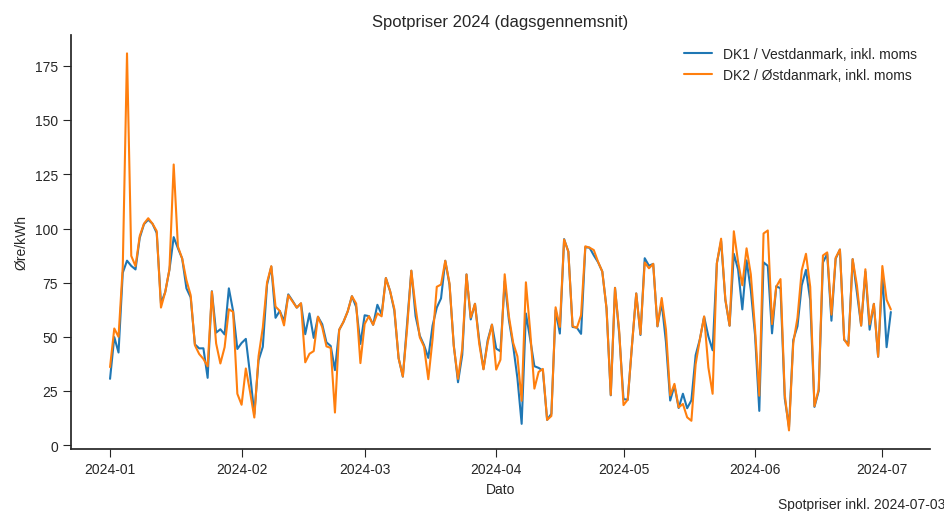 Spotpriser 2024 (dagsgennemsnit)
DK1 / Vestdanmark, inkl. moms
DK2 / Østdanmark, inkl. moms
Øre/kWh
175
150
125
100
75
50
25
0
2024-01 2024-02 2024-03 2024-04 2024-05 2024-06 2024-07
Dato
Spotpriser inkl. 2024-07-03